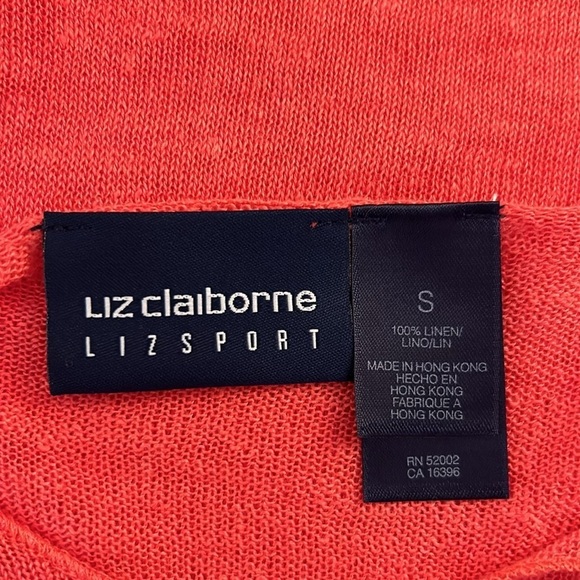 Liz claiborne
LIZSPORT
S
100% LINEN/
LINO/LIN
MADE IN HONG KONG
HECHO EN
HONG KONG
FABRIQUE A
HONG KONG
RN 52002
CA 16396